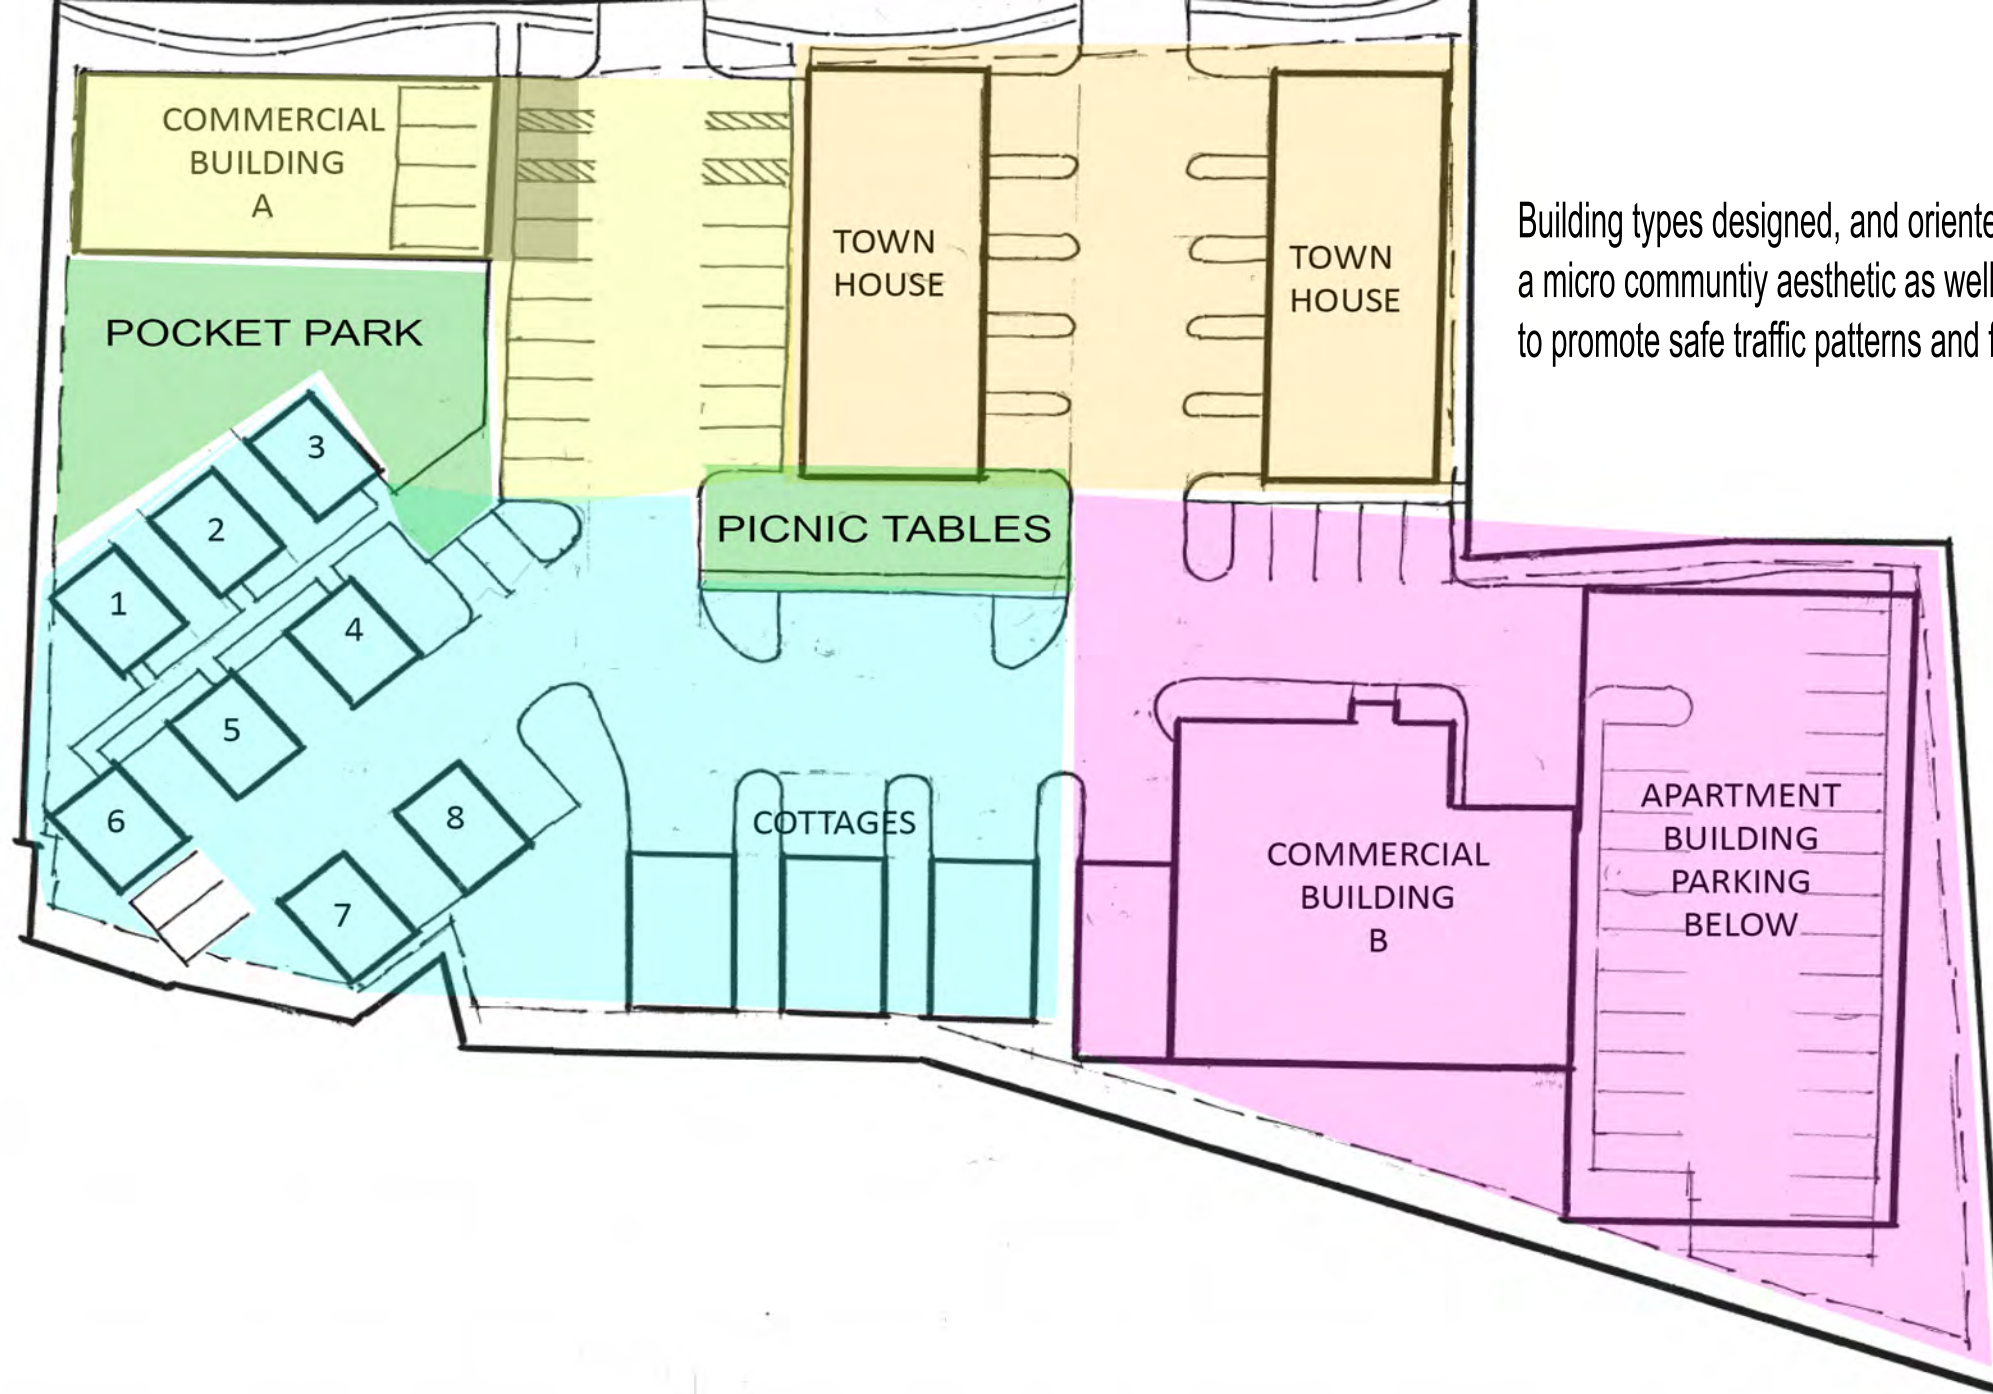 COMMERCIAL
BUILDING
A
POCKET PARK
TOWN
HOUSE
TOWN
HOUSE
Building types designed, and oriente
a micro communtiy aesthetic as well
to promote safe traffic patterns and f
3
2
1
4
5
6
7
8
PICNIC TABLES
COTTAGES
COMMERCIAL
BUILDING
B
APARTMENT
BUILDING
PARKING
BELOW